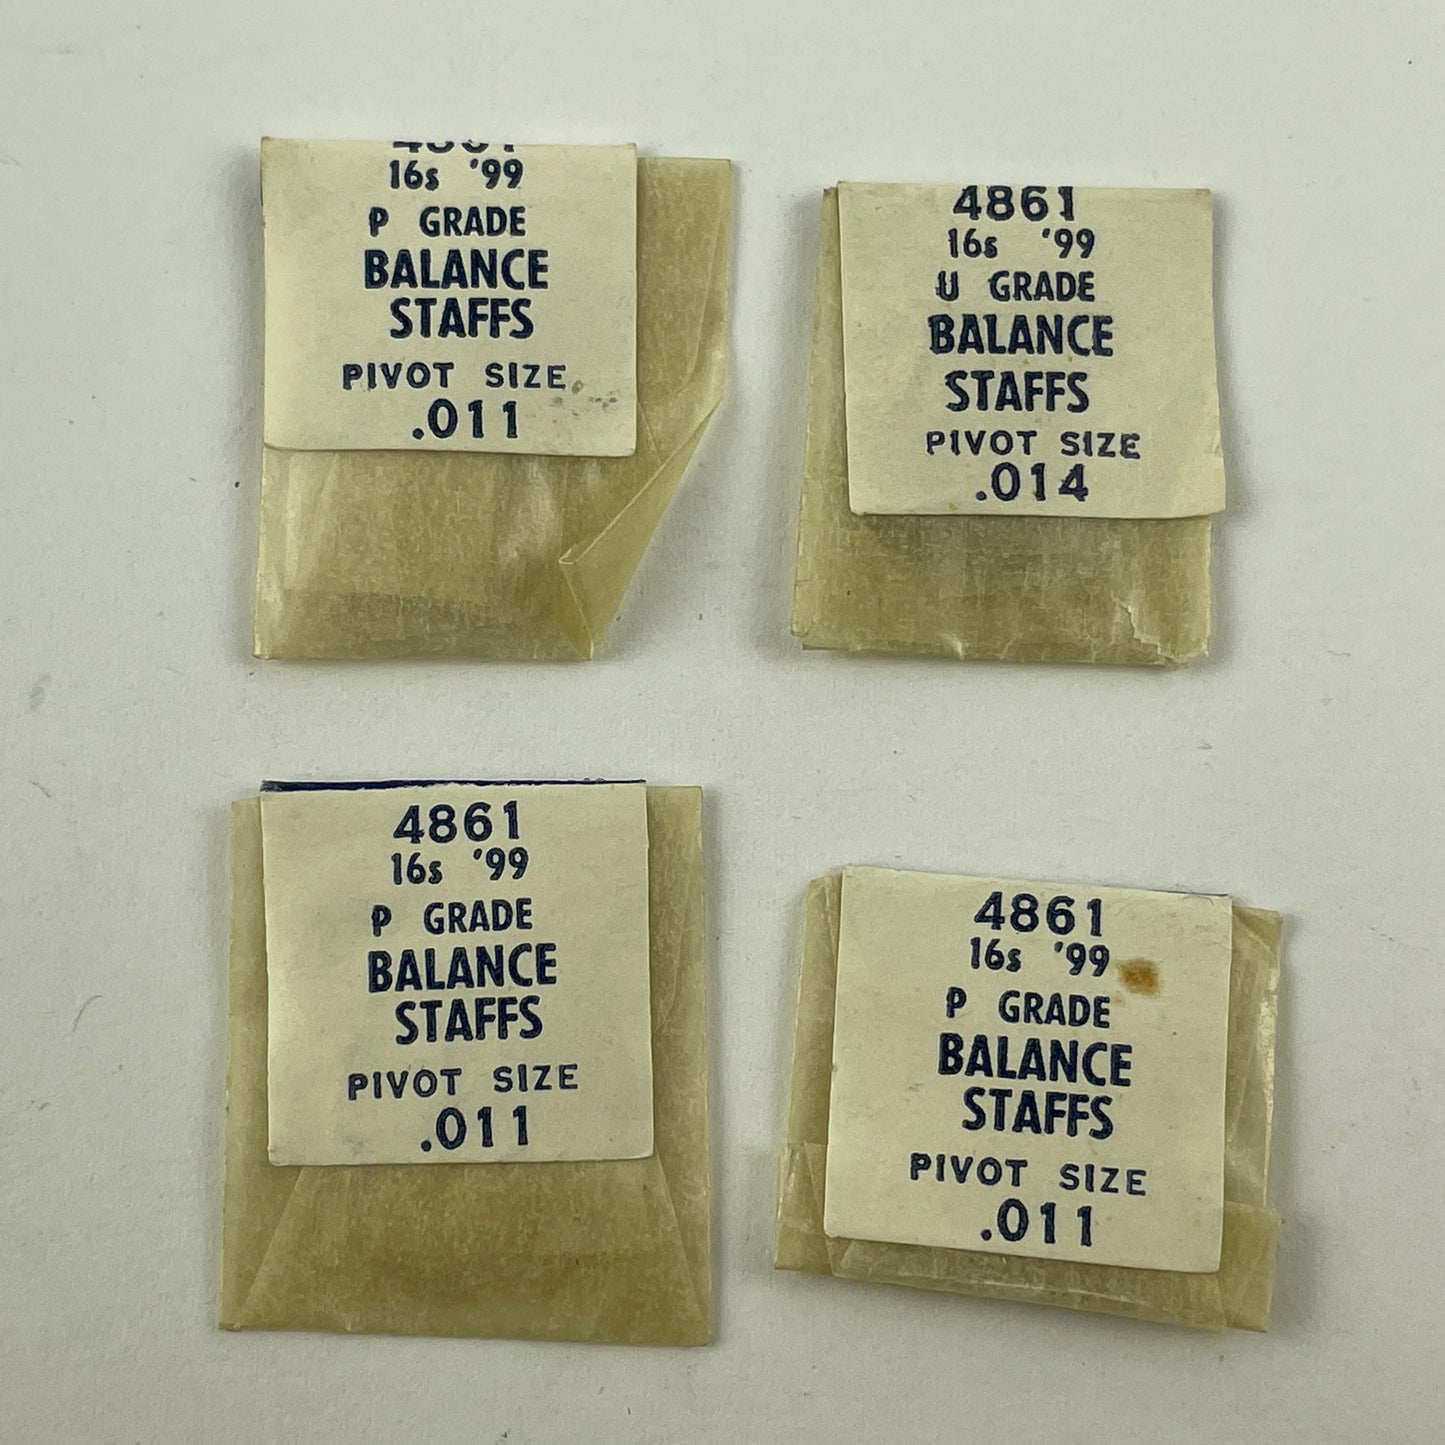 4861
16s '99
P GRADE
BALANCE
STAFFS
PIVOT SIZE
.011
4861
16s '99
U GRADE
BALANCE
STAFFS
PIVOT SIZE
.014
4861
16s '99
P GRADE
BALANCE
STAFFS
PIVOT SIZE
.011
4861
16s '99
P GRADE
BALANCE
STAFFS
PIVOT SIZE
.011